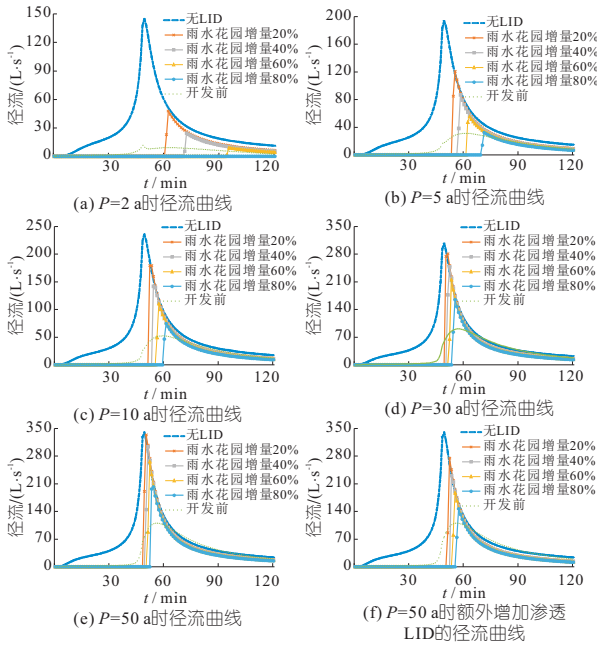 径流/(L·s⁻¹)
150
120
90
60
30
0
无LID
雨水花园增量20%
雨水花园增量40%
雨水花园增量60%
雨水花园增量80%
开发前
30 60 90 120
t / min
(a) P=2 a时径流曲线
径流/(L·s⁻¹)
200
160
120
80
40
0
无LID
雨水花园增量20%
雨水花园增量40%
雨水花园增量60%
雨水花园增量80%
开发前
30 60 90 120
t / min
(b) P=5 a时径流曲线
径流/(L·s⁻¹)
250
200
150
100
50
0
无LID
雨水花园增量20%
雨水花园增量40%
雨水花园增量60%
雨水花园增量80%
开发前
30 60 90 120
t / min
(c) P=10 a时径流曲线
径流/(L·s⁻¹)
350
280
210
140
70
0
无LID
雨水花园增量20%
雨水花园增量40%
雨水花园增量60%
雨水花园增量80%
开发前
30 60 90 120
t / min
(d) P=30 a时径流曲线
径流/(L·s⁻¹)
350
280
210
140
70
0
无LID
雨水花园增量20%
雨水花园增量40%
雨水花园增量60%
雨水花园增量80%
开发前
30 60 90 120
t / min
(e) P=50 a时径流曲线
径流/(L·s⁻¹)
350
280
210
140
70
0
无LID
雨水花园增量20%
雨水花园增量40%
雨水花园增量60%
雨水花园增量80%
开发前
30 60 90 120
t / min
(f) P=50 a时额外增加渗透
LID的径流曲线